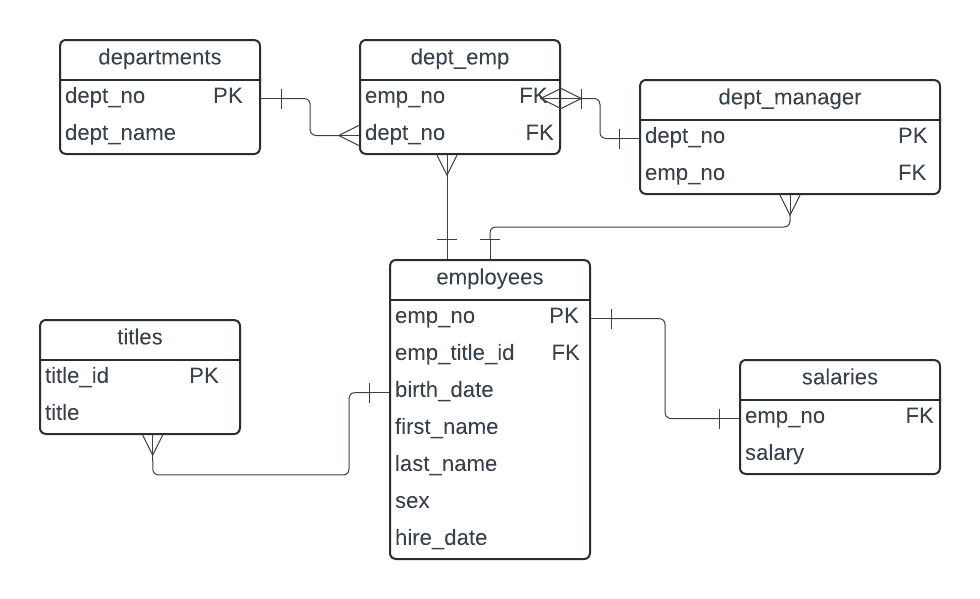 departments
dept_no PK
dept_name
dept_emp
emp_no FK
dept_no FK
dept_manager
dept_no PK
emp_no FK
employees
emp_no PK
emp_title_id FK
birth_date
first_name
last_name
sex
hire_date
titles
title_id PK
title
salaries
emp_no FK
salary